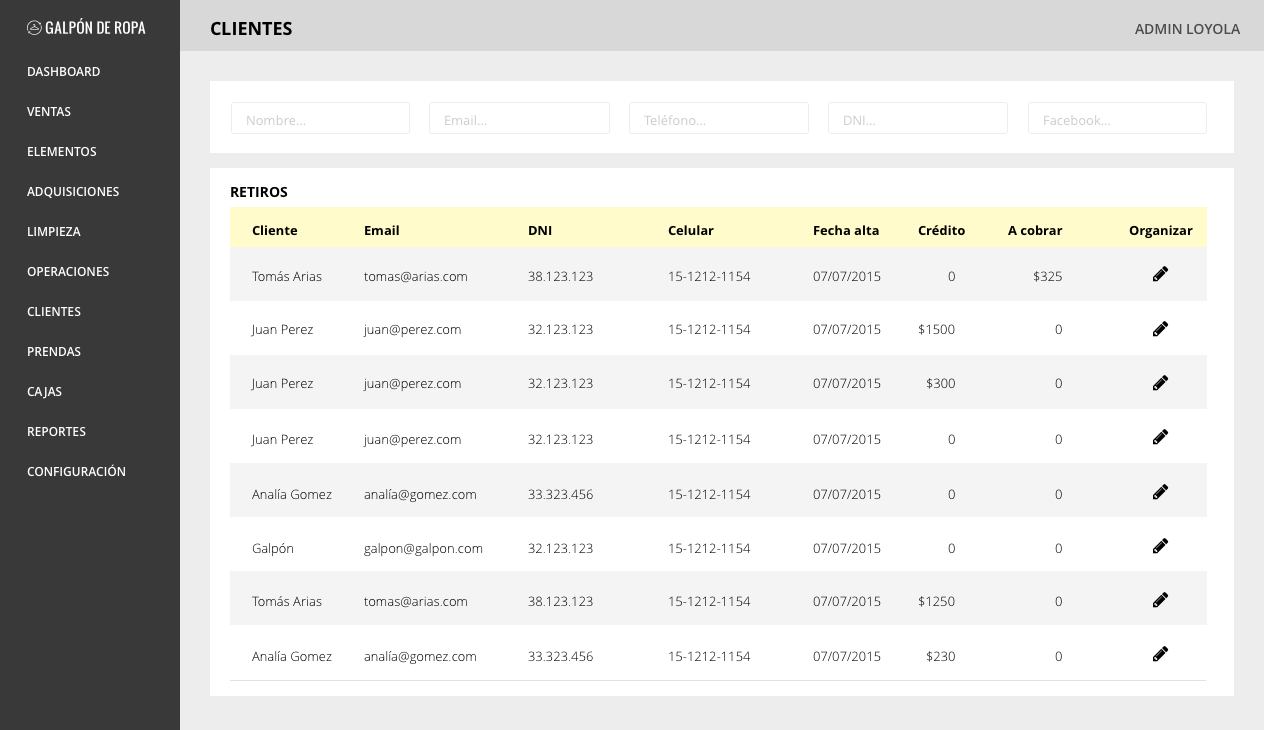 GALPÓN DE ROPA
CLIENTES
ADMIN LOYOLA
DASHBOARD
VENTAS
ELEMENTOS
ADQUISICIONES
LIMPIEZA
OPERACIONES
CLIENTES
PRENDAS
CAJAS
REPORTES
CONFIGURACIÓN
Nombre... Email... Teléfono... DNI... Facebook...
RETIROS
Cliente Email DNI Celular Fecha alta Crédito A cobrar Organizar
Tomás Arias tomas@arias.com 38.123.123 15-1212-1154 07/07/2015 0 $325
Juan Perez juan@perez.com 32.123.123 15-1212-1154 07/07/2015 $1500 0
Juan Perez juan@perez.com 32.123.123 15-1212-1154 07/07/2015 $300 0
Juan Perez juan@perez.com 32.123.123 15-1212-1154 07/07/2015 0 0
Analía Gomez analía@gomez.com 33.323.456 15-1212-1154 07/07/2015 0 0
Galpón galpon@galpon.com 32.123.123 15-1212-1154 07/07/2015 0 0
Tomás Arias tomas@arias.com 38.123.123 15-1212-1154 07/07/2015 $1250 0
Analía Gomez analía@gomez.com 33.323.456 15-1212-1154 07/07/2015 $230 0